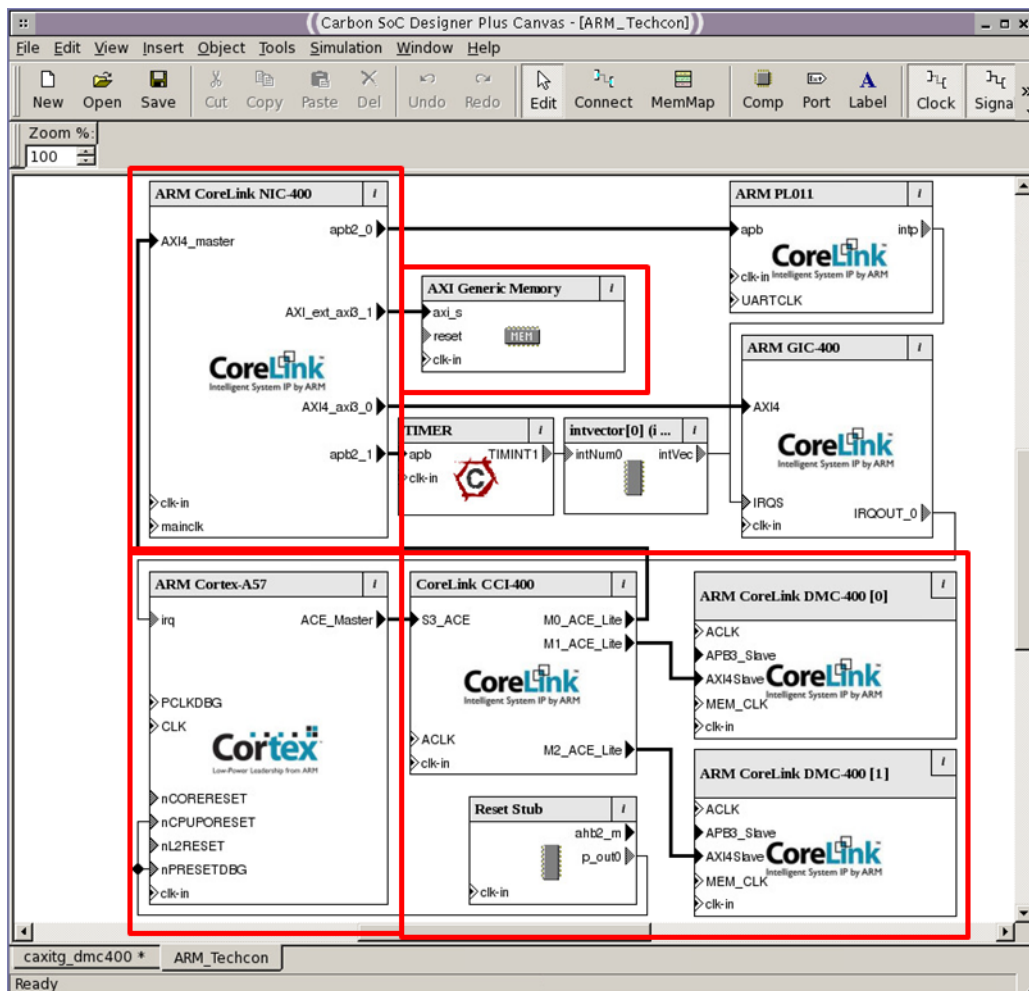 (Carbon SoC Designer Plus Canvas - [ARM_Techcon])
File Edit View Insert Object Tools Simulation Window Help
New Open Save Cut Copy Paste Del Undo Redo Edit Connect MemMap Comp Port Label Clock Signa »
Zoom %:
100
ARM CoreLink NIC-400 i
AXI4_master
apb2_0
AXI_ext_axi3_1
CoreLink™
Intelligent System IP by ARM
AXI4_axi3_0
apb2_1
clk-in
mainclk
AXI Generic Memory i
axi_s
reset
MEM
clk-in
ARM PL011 i
apb
intp
CoreLink™
Intelligent System IP by ARM
clk-in
UARTCLK
ARM GIC-400 i
AXI4
CoreLink™
Intelligent System IP by ARM
IRQS
IRQOUT_0
clk-in
TIMER i
apb
TIMINT1
clk-in
C
intvector[0] (i ... i
intNum0
intVec
ARM Cortex-A57 i
irq
ACE_Master
PCLKDBG
CLK
Cortex™
Low-Power Leadership from ARM
nCORERESET
nCPUPORESET
nL2RESET
nPRESETDBG
clk-in
CoreLink CCI-400 i
S3_ACE
M0_ACE_Lite
M1_ACE_Lite
CoreLink™
Intelligent System IP by ARM
ACLK
M2_ACE_Lite
clk-in
Reset Stub i
ahb2_m
p_out0
clk-in
ARM CoreLink DMC-400 [0] i
ACLK
APB3_Slave
AXI4Slave
CoreLink™
Intelligent System IP by ARM
MEM_CLK
clk-in
ARM CoreLink DMC-400 [1] i
ACLK
APB3_Slave
AXI4Slave
CoreLink™
Intelligent System IP by ARM
MEM_CLK
clk-in
caxitg_dmc400 * ARM_Techcon
Ready